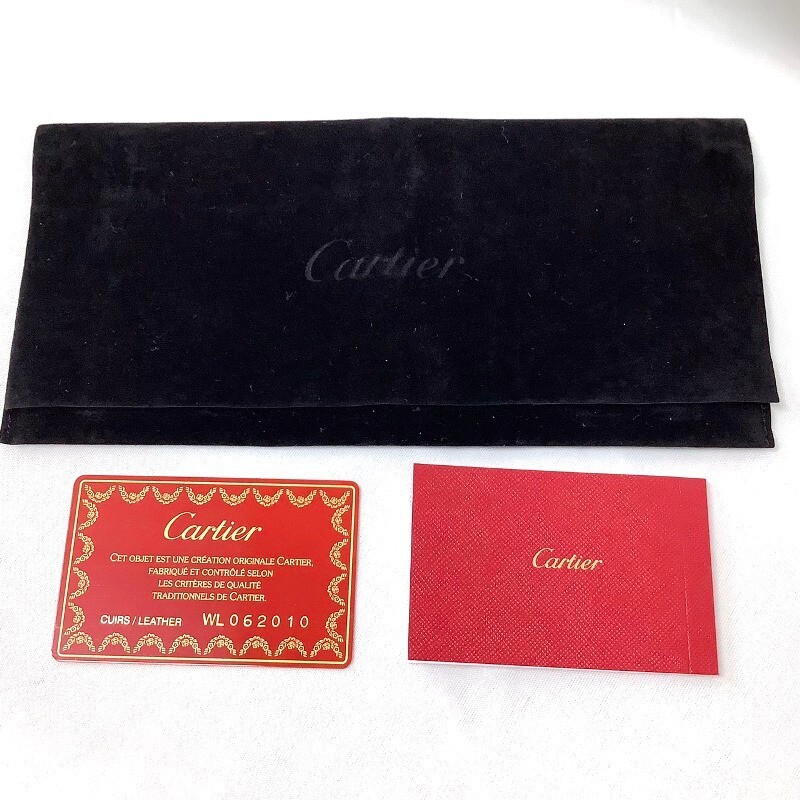 Cartier
Cartier
CET OBJET EST UNE CRÉATION ORIGINALE CARTIER,
FABRIQUÉ ET CONTRÔLÉ SELON
LES CRITÈRES DE QUALITÉ
TRADITIONNELS DE CARTIER.
CUIRS / LEATHER WL 062010
Cartier